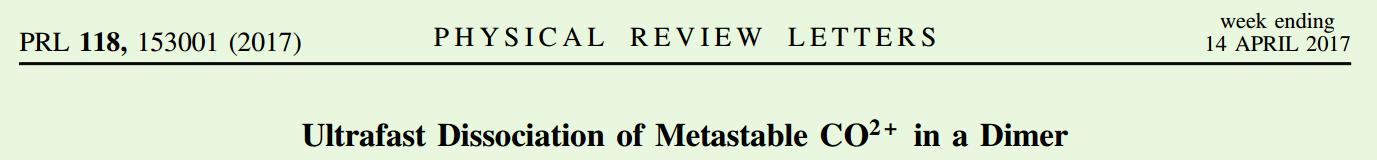 PRL 118, 153001 (2017) PHYSICAL REVIEW LETTERS week ending
14 APRIL 2017
Ultrafast Dissociation of Metastable CO²⁺ in a Dimer